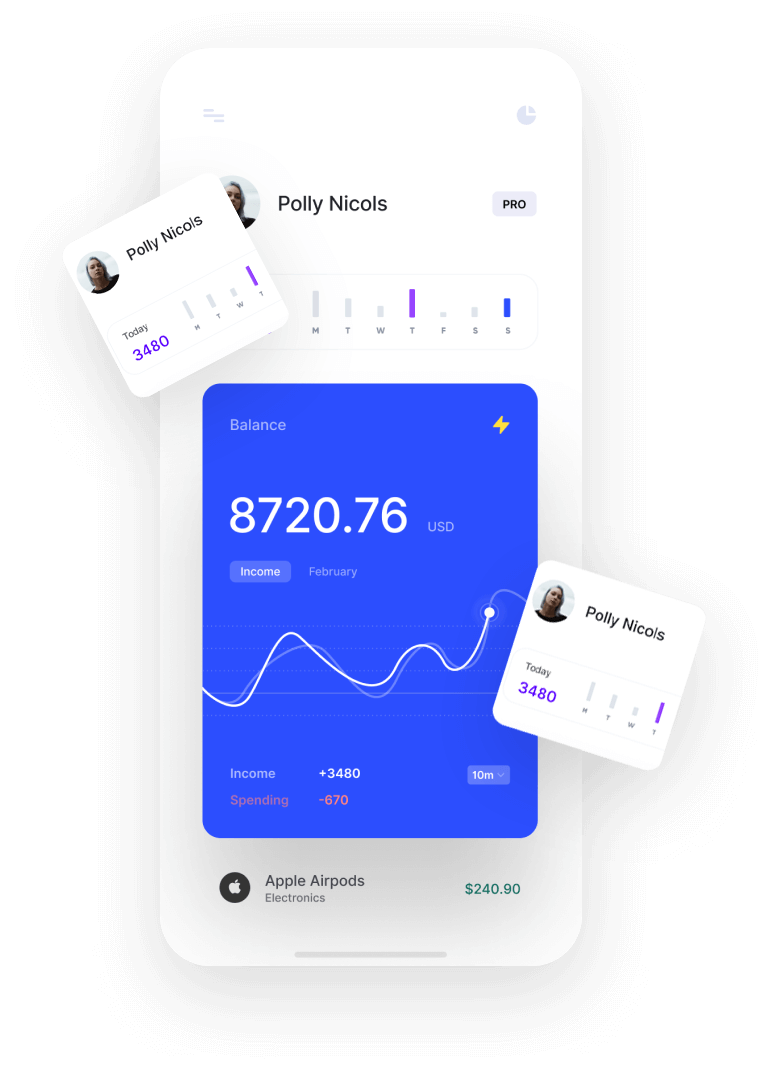 Polly Nicols
PRO
Polly Nicols
Today
3480
M T W T
M T W T F S S
Balance
8720.76 USD
Income February
Polly Nicols
Today
3480
M T W T
Income +3480
10m
Spending -670
Apple Airpods
Electronics
$240.90